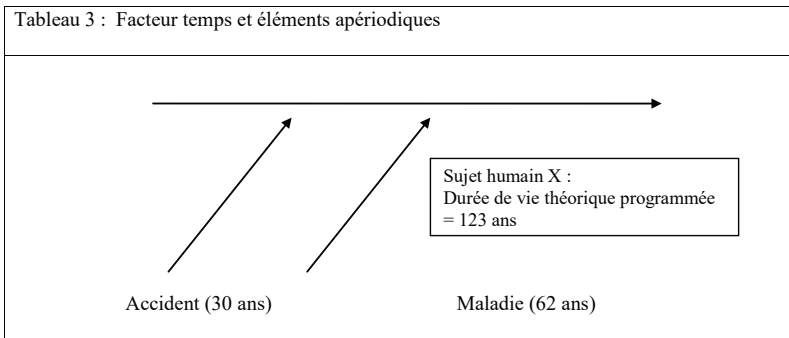 Tableau 3 : Facteur temps et éléments apériodiques
Sujet humain X :
Durée de vie théorique programmée
= 123 ans
Accident (30 ans)
Maladie (62 ans)